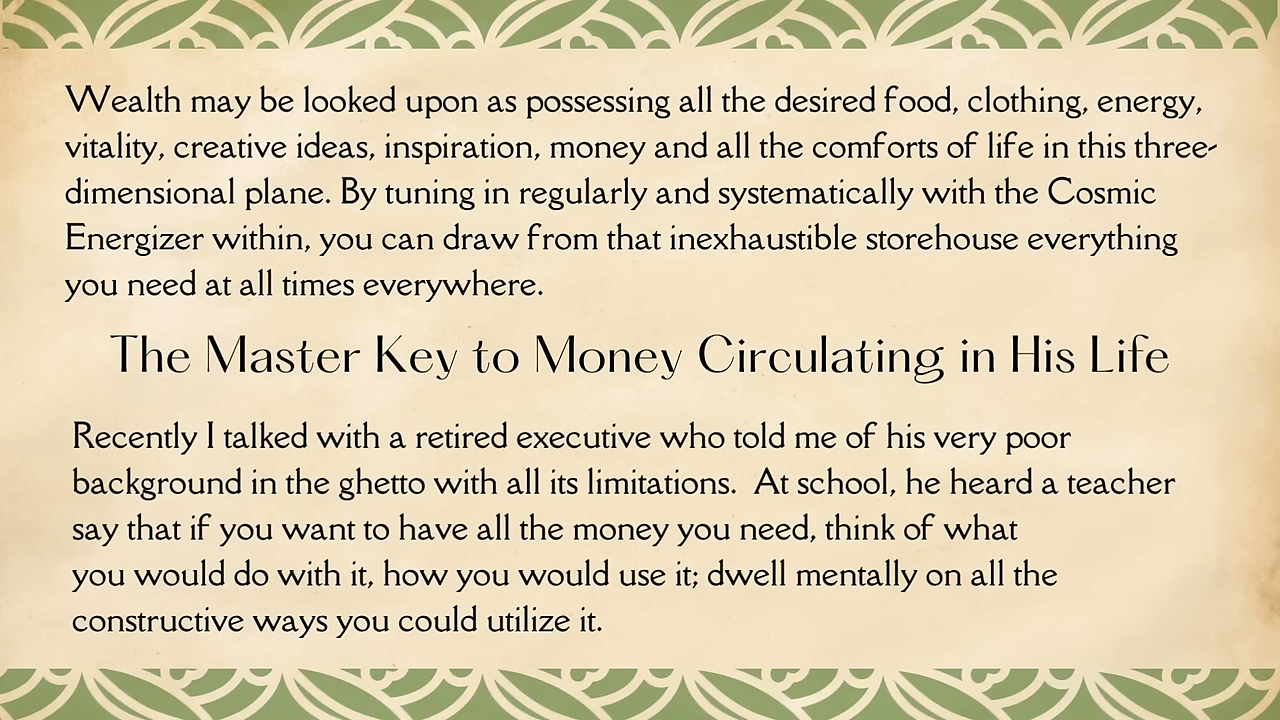 Wealth may be looked upon as possessing all the desired food, clothing, energy,
vitality, creative ideas, inspiration, money and all the comforts of life in this three-
dimensional plane. By tuning in regularly and systematically with the Cosmic
Energizer within, you can draw from that inexhaustible storehouse everything
you need at all times everywhere.
The Master Key to Money Circulating in His Life
Recently I talked with a retired executive who told me of his very poor
background in the ghetto with all its limitations.  At school, he heard a teacher
say that if you want to have all the money you need, think of what
you would do with it, how you would use it; dwell mentally on all the
constructive ways you could utilize it.